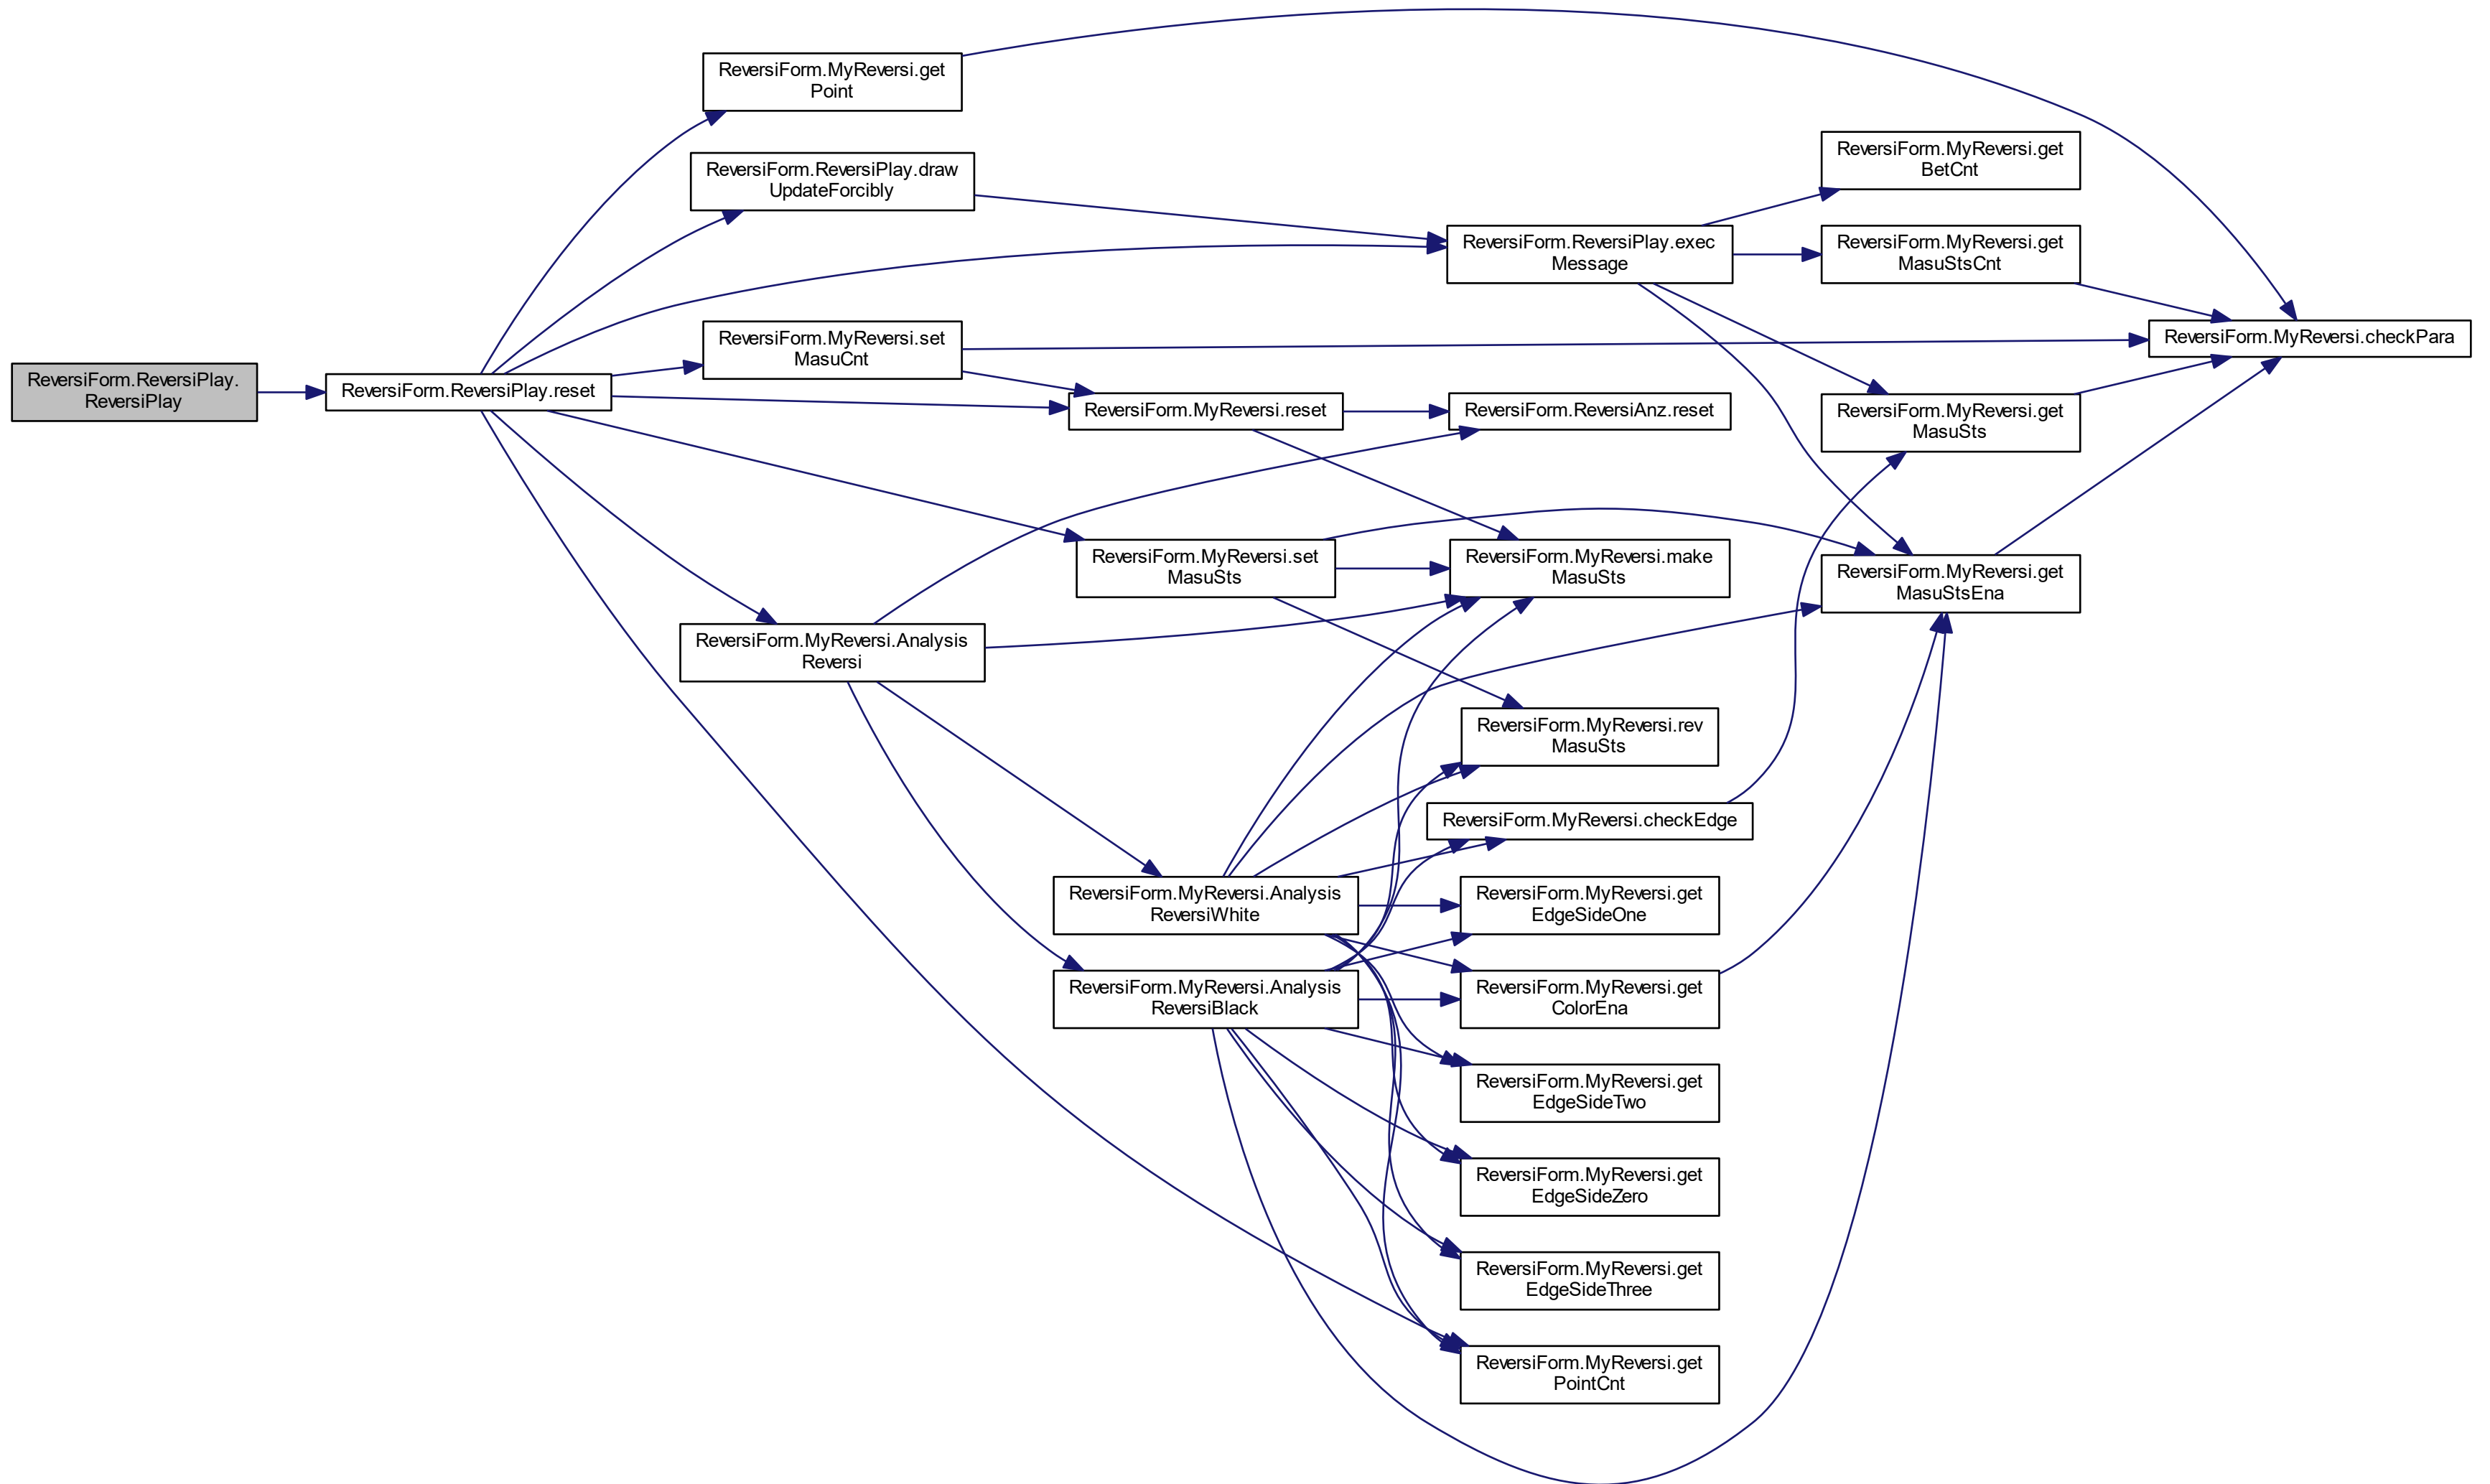 ReversiForm.MyReversi.get
Point
ReversiForm.ReversiPlay.draw
UpdateForcibly
ReversiForm.MyReversi.get
BetCnt
ReversiForm.ReversiPlay.exec
Message
ReversiForm.MyReversi.get
MasuStsCnt
ReversiForm.MyReversi.set
MasuCnt
ReversiForm.MyReversi.checkPara
ReversiForm.ReversiPlay.
ReversiPlay
ReversiForm.ReversiPlay.reset
ReversiForm.MyReversi.reset
ReversiForm.ReversiAnz.reset
ReversiForm.MyReversi.get
MasuSts
ReversiForm.MyReversi.set
MasuSts
ReversiForm.MyReversi.make
MasuSts
ReversiForm.MyReversi.get
MasuStsEna
ReversiForm.MyReversi.Analysis
Reversi
ReversiForm.MyReversi.rev
MasuSts
ReversiForm.MyReversi.checkEdge
ReversiForm.MyReversi.Analysis
ReversiWhite
ReversiForm.MyReversi.get
EdgeSideOne
ReversiForm.MyReversi.Analysis
ReversiBlack
ReversiForm.MyReversi.get
ColorEna
ReversiForm.MyReversi.get
EdgeSideTwo
ReversiForm.MyReversi.get
EdgeSideZero
ReversiForm.MyReversi.get
EdgeSideThree
ReversiForm.MyReversi.get
PointCnt